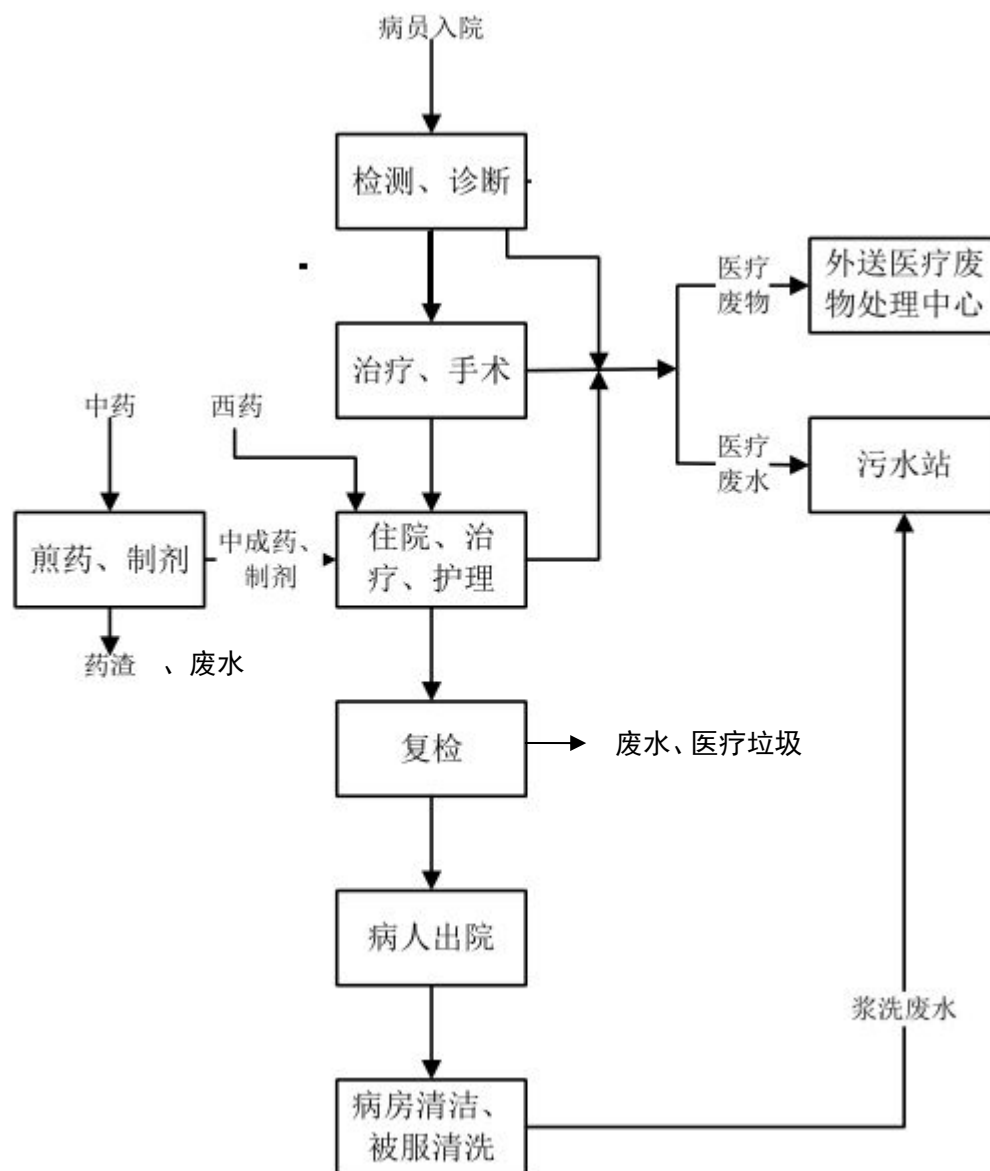 病员入院
检测、诊断
医疗
废物
外送医疗废
物处理中心
治疗、手术
中药
西药
医疗
废水
污水站
煎药、制剂
中成药、
制剂
住院、治
疗、护理
药渣 、废水
复检
废水、医疗垃圾
病人出院
浆洗废水
病房清洁、
被服清洗